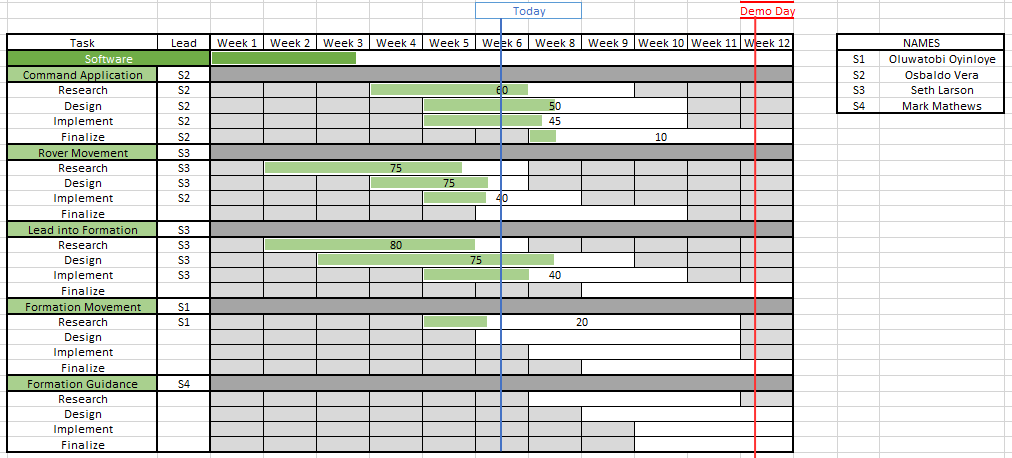 Today Demo Day
Task Lead Week 1 Week 2 Week 3 Week 4 Week 5 Week 6 Week 8 Week 9 Week 10 Week 11 Week 12 NAMES
Software S1 Oluwatobi Oyinloye
Command Application S2 S2 Osbaldo Vera
Research S2 60 S3 Seth Larson
Design S2 50 S4 Mark Mathews
Implement S2 45
Finalize S2 10
Rover Movement S3
Research S3 75
Design S3 75
Implement S2 40
Finalize
Lead into Formation S3
Research S3 80
Design S3 75
Implement S3 40
Finalize
Formation Movement S1
Research S1 20
Design
Implement
Finalize
Formation Guidance S4
Research
Design
Implement
Finalize